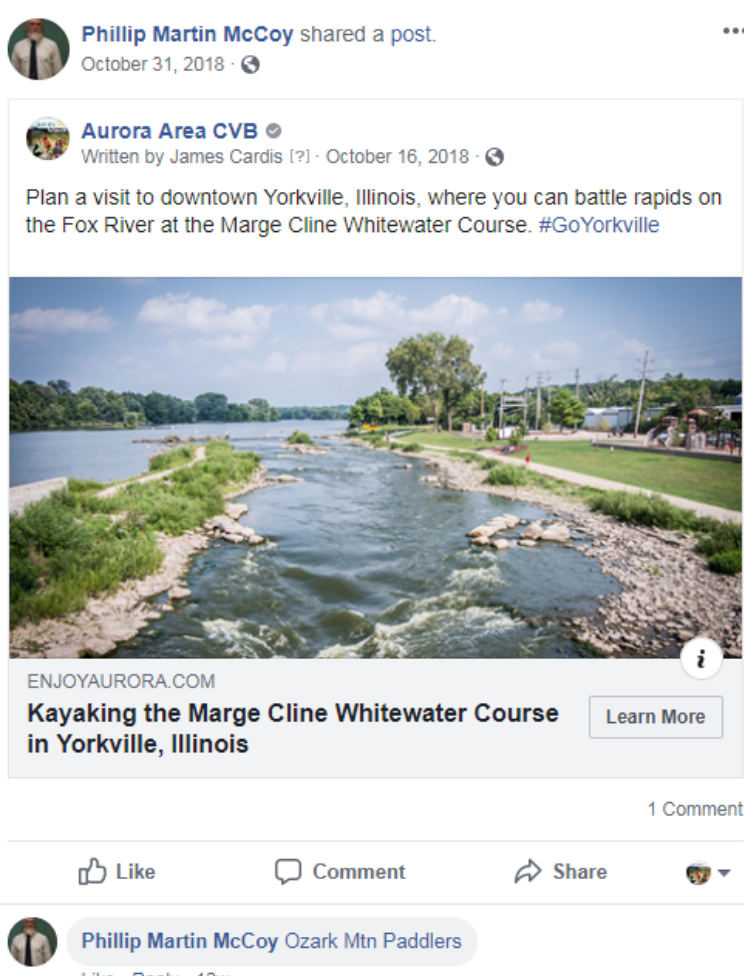 Phillip Martin McCoy shared a post.
October 31, 2018 ·
Aurora Area CVB
Written by James Cardis [?] · October 16, 2018 ·
Plan a visit to downtown Yorkville, Illinois, where you can battle rapids on
the Fox River at the Marge Cline Whitewater Course. #GoYorkville
i
ENJOYAURORA.COM
Kayaking the Marge Cline Whitewater Course
in Yorkville, Illinois
Learn More
1 Comment
Like Comment Share
Phillip Martin McCoy Ozark Mtn Paddlers